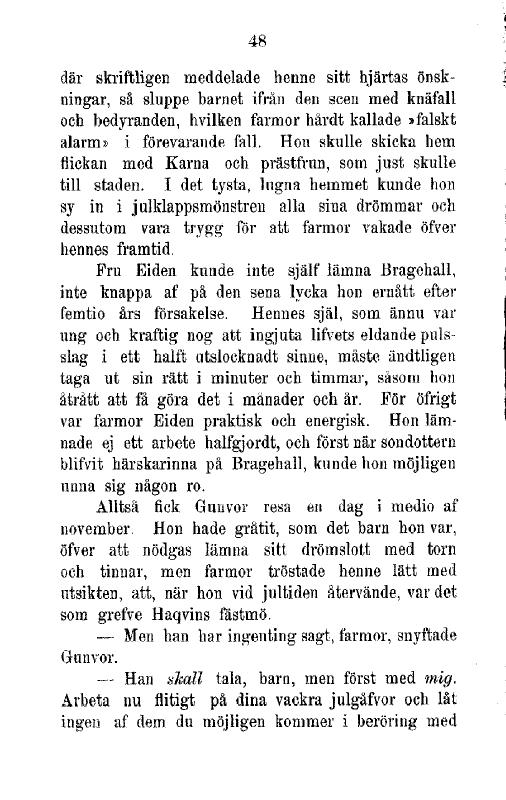 48
där skriftligen meddelade henne sitt hjärtas önsk-
ningar, så sluppe barnet ifrån den scen med knäfall
och bedyranden, hvilken farmor hårdt kallade »falskt
alarm» i förevarande fall. Hon skulle skicka hem
flickan med Karna och prästfrun, som just skulle
till staden. I det tysta, lugna hemmet kunde hon
sy in i julklappsmönstren alla sina drömmar och
dessutom vara trygg för att farmor vakade öfver
hennes framtid.
Fru Eiden kunde inte själf lämna Bragehall,
inte knappa af på den sena lycka hon ernått efter
femtio års försakelse. Hennes själ, som ännu var
ung och kraftig nog att ingjuta lifvets eldande puls-
slag i ett halft utslocknadt sinne, måste ändtligen
taga ut sin rätt i minuter och timmar, såsom hon
åtrått att få göra det i månader och år. För öfrigt
var farmor Eiden praktisk och energisk. Hon läm-
nade ej ett arbete halfgjordt, och först när sondottern
blifvit härskarinna på Bragehall, kunde hon möjligen
unna sig någon ro.
Alltså fick Gunvor resa en dag i medio af
november. Hon hade gråtit, som det barn hon var,
öfver att nödgas lämna sitt drömslott med torn
och tinnar, men farmor tröstade henne lätt med
utsikten, att, när hon vid jultiden återvände, var det
som grefve Haqvins fästmö.
— Men han har ingenting sagt, farmor, snyftade
Gunvor.
— Han skall tala, barn, men först med mig.
Arbeta nu flitigt på dina vackra julgåfvor och låt
ingen af dem du möjligen kommer i beröring med